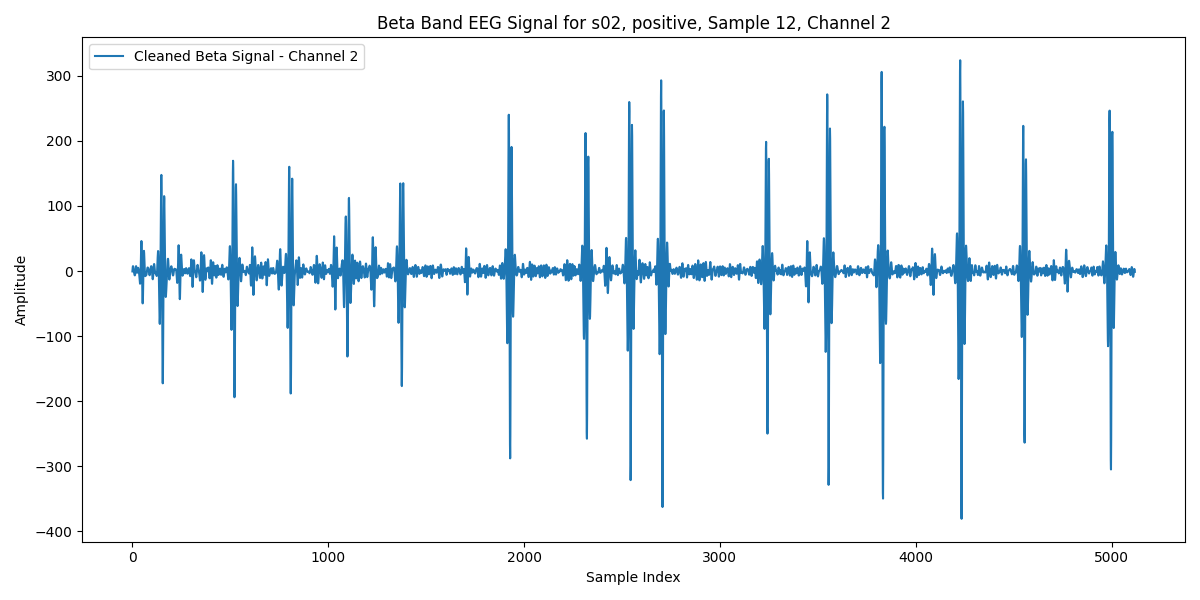 Beta Band EEG Signal for s02, positive, Sample 12, Channel 2
Cleaned Beta Signal - Channel 2
Amplitude
300
200
100
0
−100
−200
−300
−400
0 1000 2000 3000 4000 5000
Sample Index